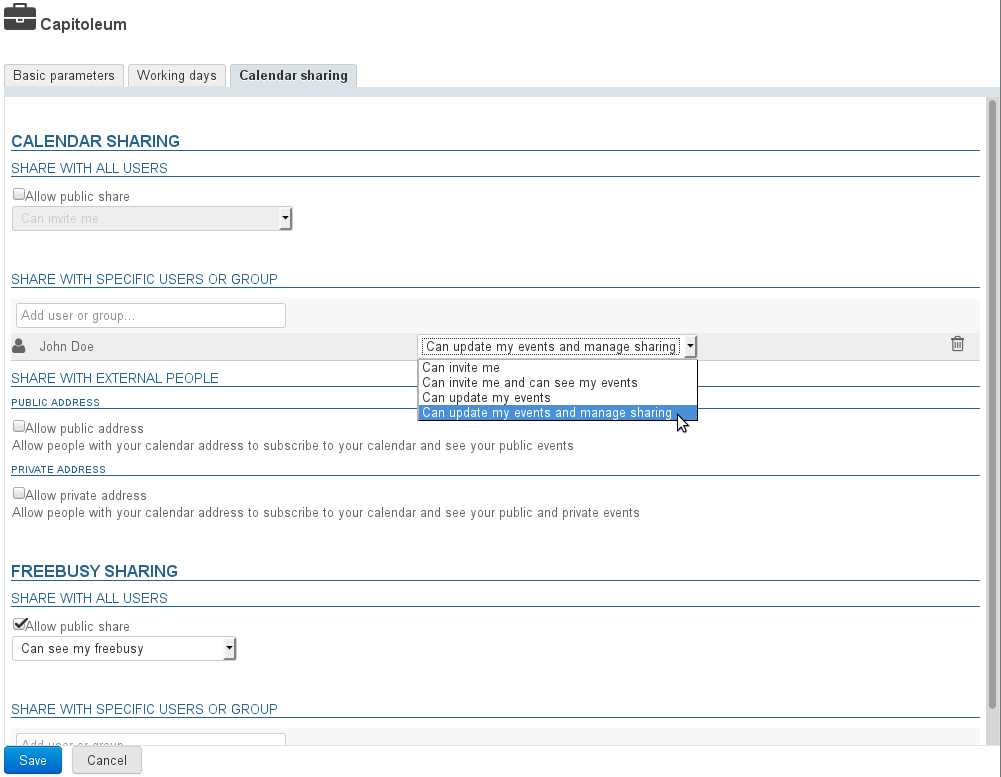 Capitoleum
Basic parameters Working days Calendar sharing
CALENDAR SHARING
SHARE WITH ALL USERS
Allow public share
Can invite me
SHARE WITH SPECIFIC USERS OR GROUP
Add user or group...
John Doe Can update my events and manage sharing
Can invite me
Can invite me and can see my events
Can update my events
Can update my events and manage sharing
SHARE WITH EXTERNAL PEOPLE
PUBLIC ADDRESS
Allow public address
Allow people with your calendar address to subscribe to your calendar and see your public events
PRIVATE ADDRESS
Allow private address
Allow people with your calendar address to subscribe to your calendar and see your public and private events
FREEBUSY SHARING
SHARE WITH ALL USERS
Allow public share
Can see my freebusy
SHARE WITH SPECIFIC USERS OR GROUP
Add user or group...
Save Cancel